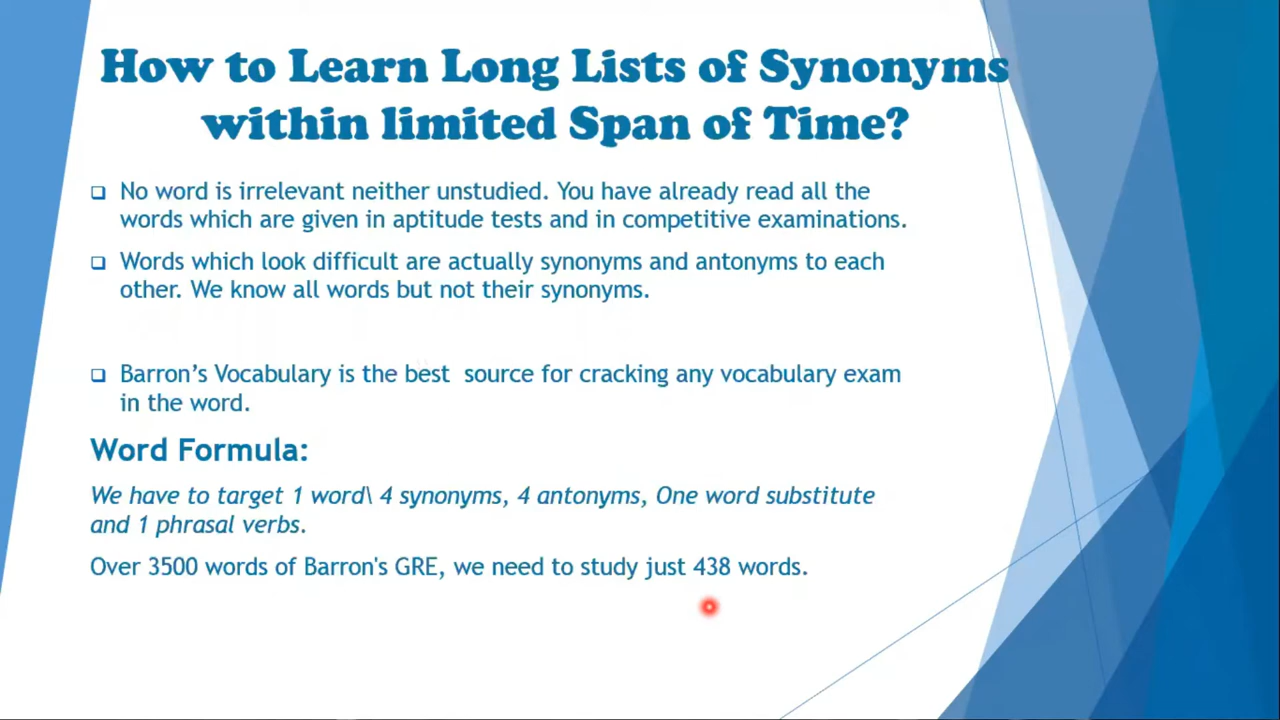 How to Learn Long Lists of Synonyms
within limited Span of Time?
No word is irrelevant neither unstudied. You have already read all the
words which are given in aptitude tests and in competitive examinations.
Words which look difficult are actually synonyms and antonyms to each
other. We know all words but not their synonyms.
Barron’s Vocabulary is the best  source for cracking any vocabulary exam
in the word.
Word Formula:
We have to target 1 word\ 4 synonyms, 4 antonyms, One word substitute
and 1 phrasal verbs.
Over 3500 words of Barron's GRE, we need to study just 438 words.